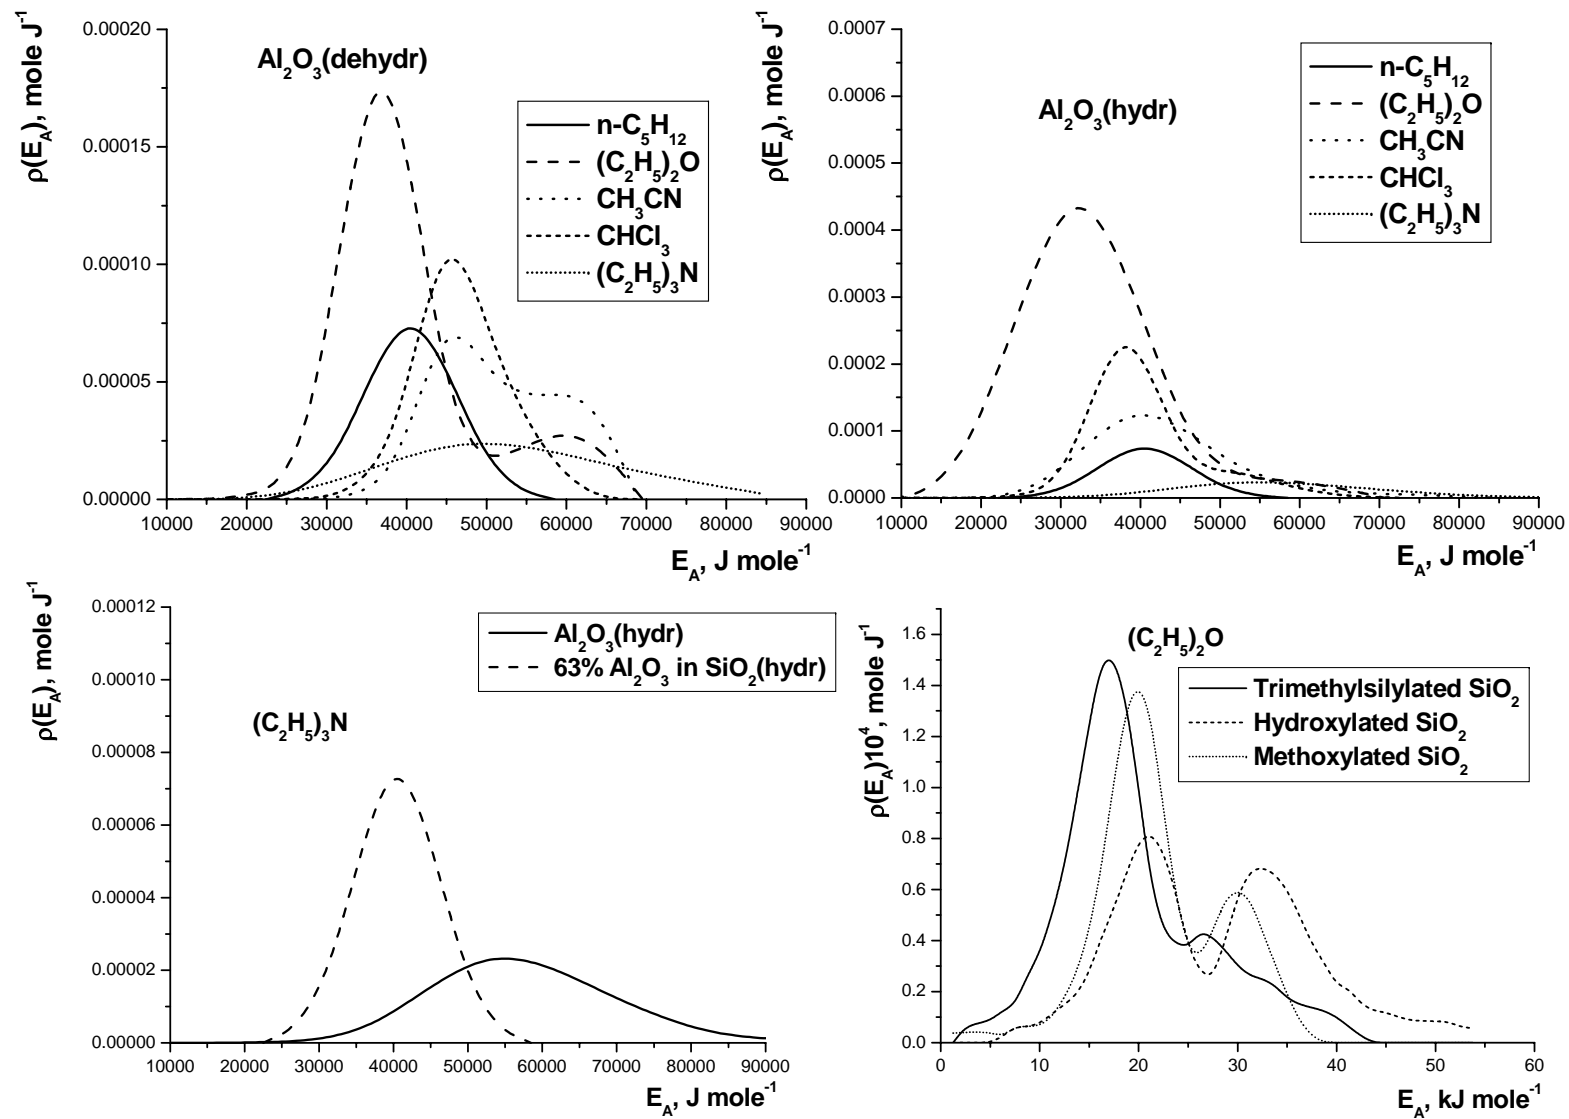 Al2O3(dehydr)
ρ(EA), mole J-1
0.00020
0.00015
0.00010
0.00005
0.00000
n-C5H12
(C2H5)2O
CH3CN
CHCl3
(C2H5)3N
10000 20000 30000 40000 50000 60000 70000 80000 90000
EA, J mole-1
Al2O3(hydr)
ρ(EA), mole J-1
0.0007
0.0006
0.0005
0.0004
0.0003
0.0002
0.0001
0.0000
n-C5H12
(C2H5)2O
CH3CN
CHCl3
(C2H5)3N
10000 20000 30000 40000 50000 60000 70000 80000 90000
EA, J mole-1
ρ(EA), mole J-1
0.00012
0.00010
0.00008
0.00006
0.00004
0.00002
0.00000
Al2O3(hydr)
63% Al2O3 in SiO2(hydr)
(C2H5)3N
10000 20000 30000 40000 50000 60000 70000 80000 90000
EA, J mole-1
ρ(EA)10^4, mole J-1
1.6
1.4
1.2
1.0
0.8
0.6
0.4
0.2
0.0
(C2H5)2O
Trimethylsilylated SiO2
Hydroxylated SiO2
Methoxylated SiO2
0 10 20 30 40 50 60
EA, kJ mole-1